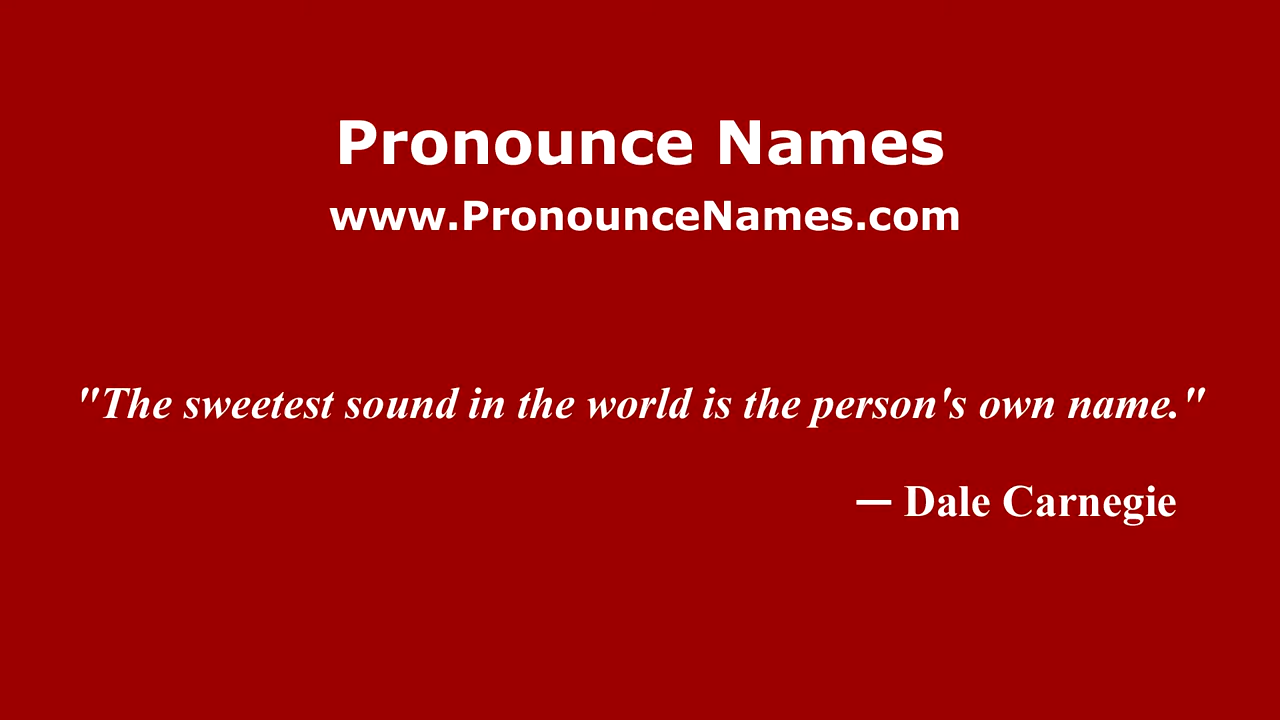 Pronounce Names
www.PronounceNames.com
"The sweetest sound in the world is the person's own name."
— Dale Carnegie